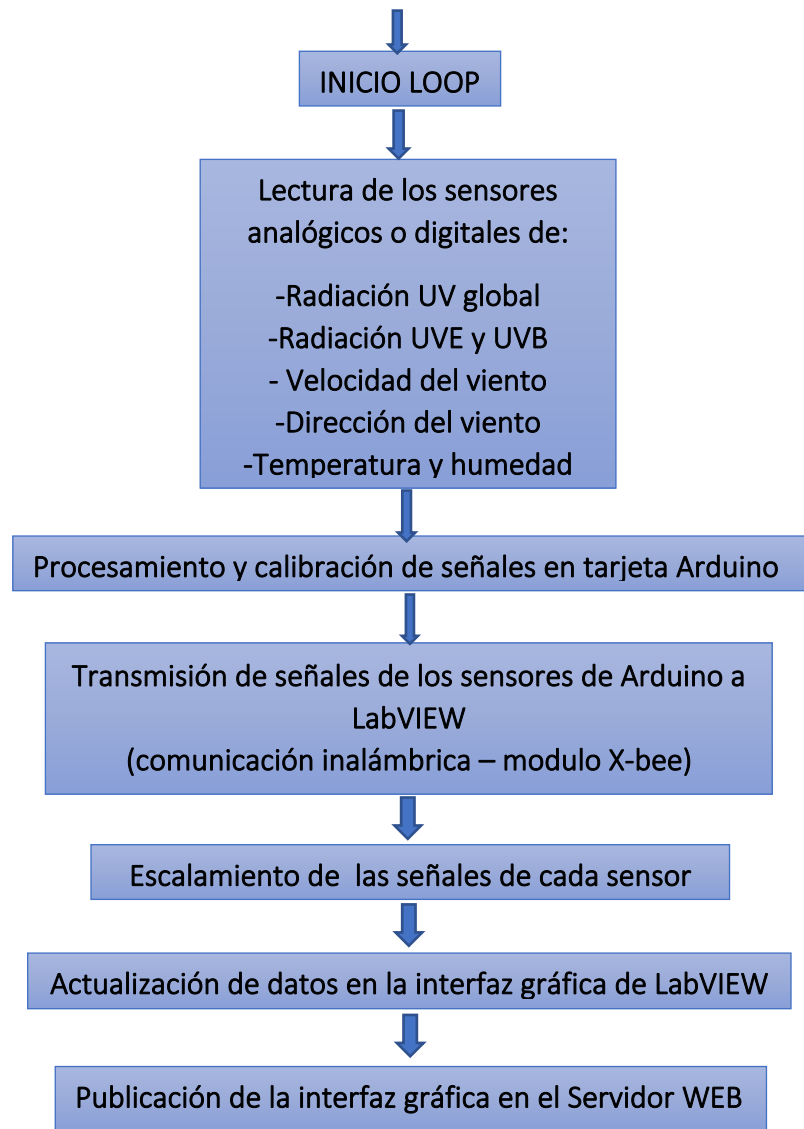 INICIO LOOP
Lectura de los sensores
analógicos o digitales de:
-Radiación UV global
-Radiación UVE y UVB
- Velocidad del viento
-Dirección del viento
-Temperatura y humedad
Procesamiento y calibración de señales en tarjeta Arduino
Transmisión de señales de los sensores de Arduino a
LabVIEW
(comunicación inalámbrica – modulo X-bee)
Escalamiento de  las señales de cada sensor
Actualización de datos en la interfaz gráfica de LabVIEW
Publicación de la interfaz gráfica en el Servidor WEB